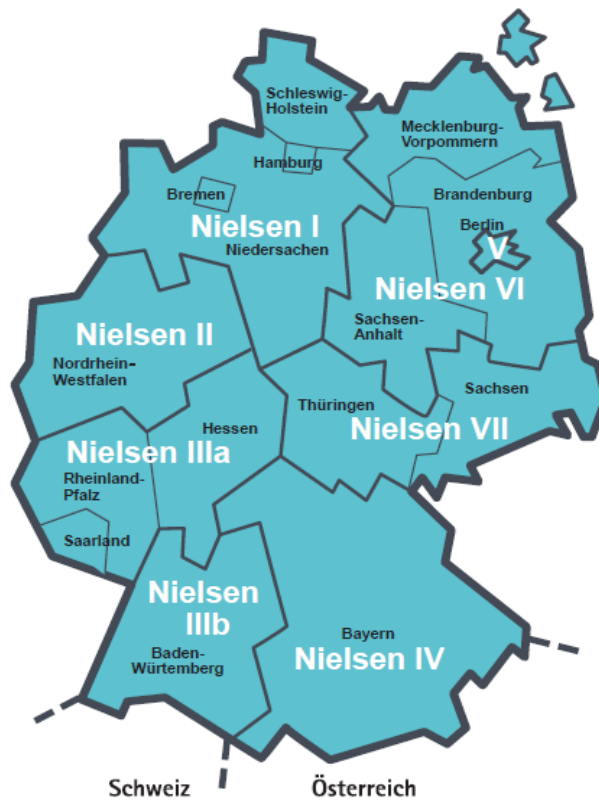 Schleswig-
Holstein
Mecklenburg-
Vorpommern
Hamburg
Bremen
Brandenburg
Nielsen I
Berlin
Niedersachen
V
Nielsen VI
Nielsen II
Sachsen-
Anhalt
Nordrhein-
Westfalen
Sachsen
Thüringen
Hessen
Nielsen VII
Nielsen IIIa
Rheinland-
Pfalz
Saarland
Nielsen
IIIb
Bayern
Nielsen IV
Baden-
Würtemberg
Schweiz
Österreich